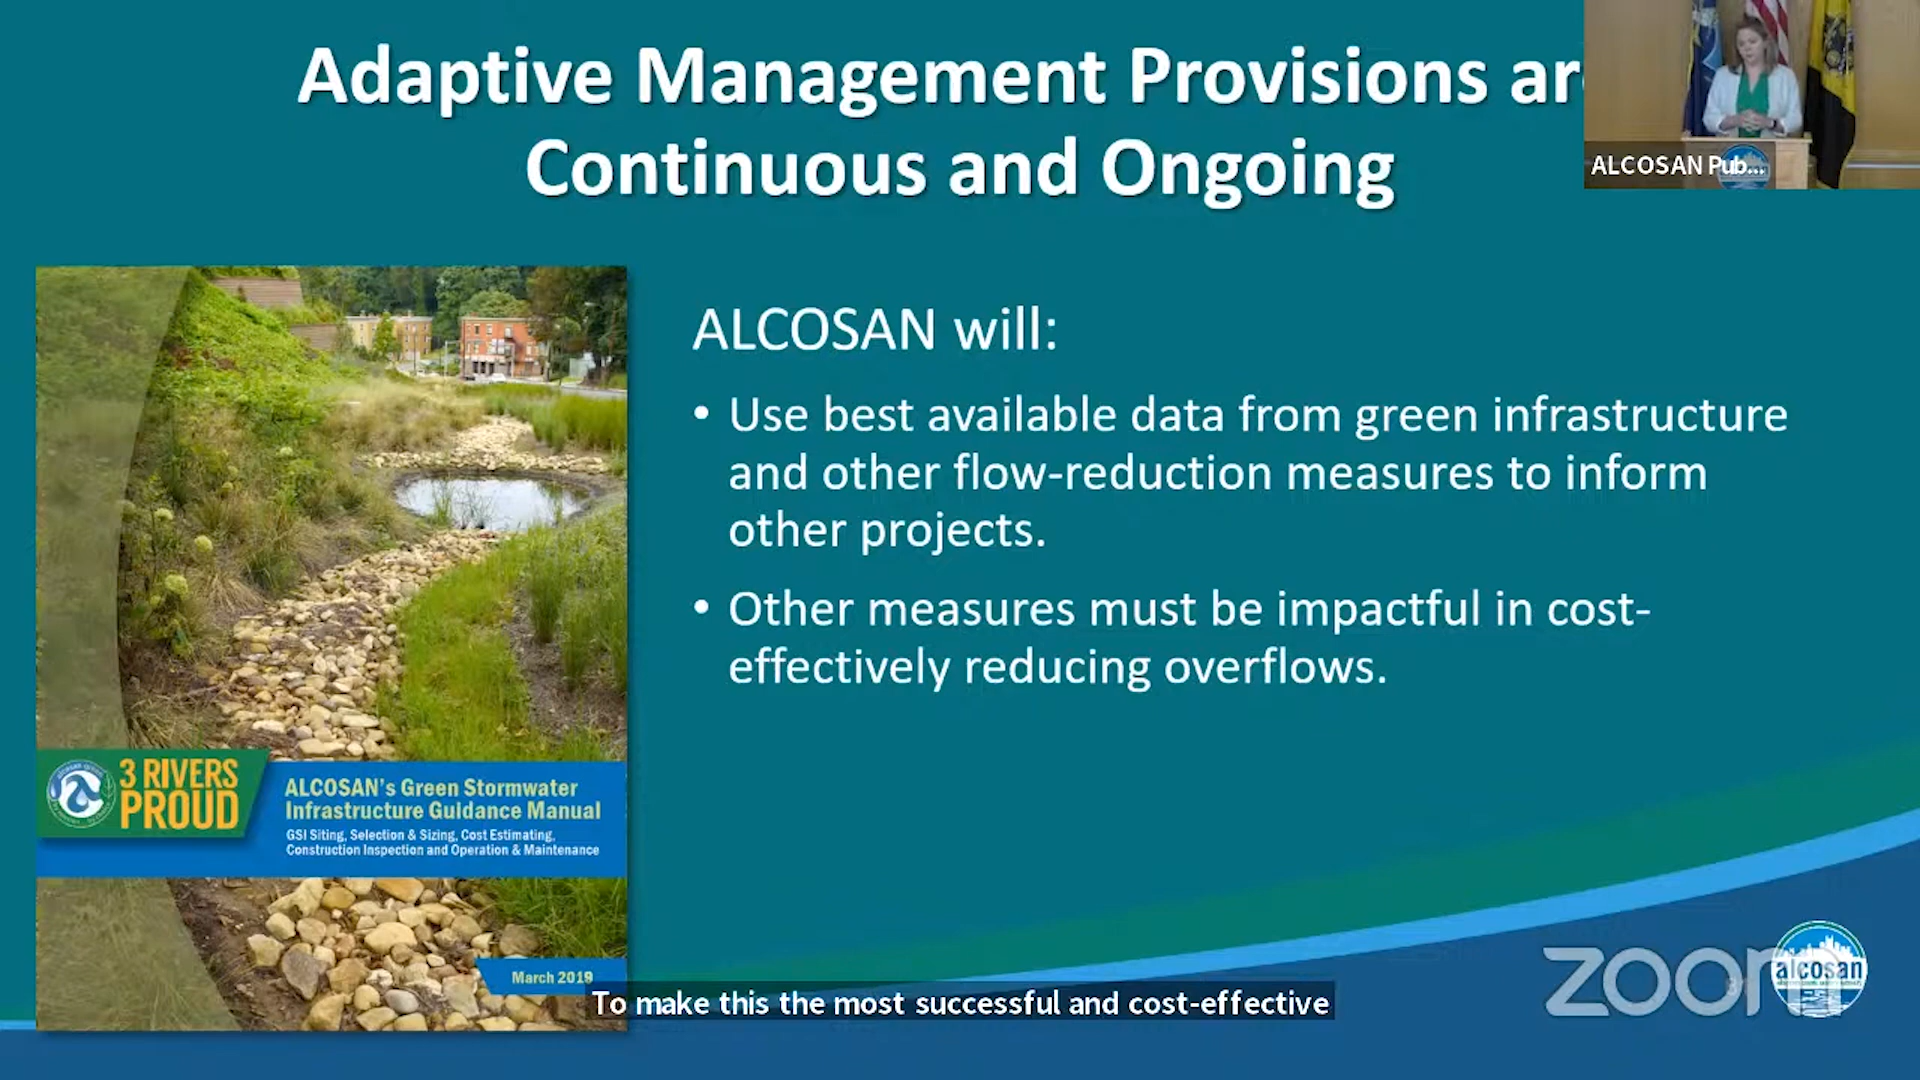 Adaptive Management Provisions ar
Continuous and Ongoing
ALCOSAN Pub...
ALCOSAN will:
• Use best available data from green infrastructure
and other flow-reduction measures to inform
other projects.
• Other measures must be impactful in cost-
effectively reducing overflows.
3 RIVERS
PROUD
ALCOSAN's Green Stormwater
Infrastructure Guidance Manual
GSI Siting, Selection & Sizing, Cost Estimating,
Construction Inspection and Operation & Maintenance
March 2019
To make this the most successful and cost-effective
zoom
alcosan